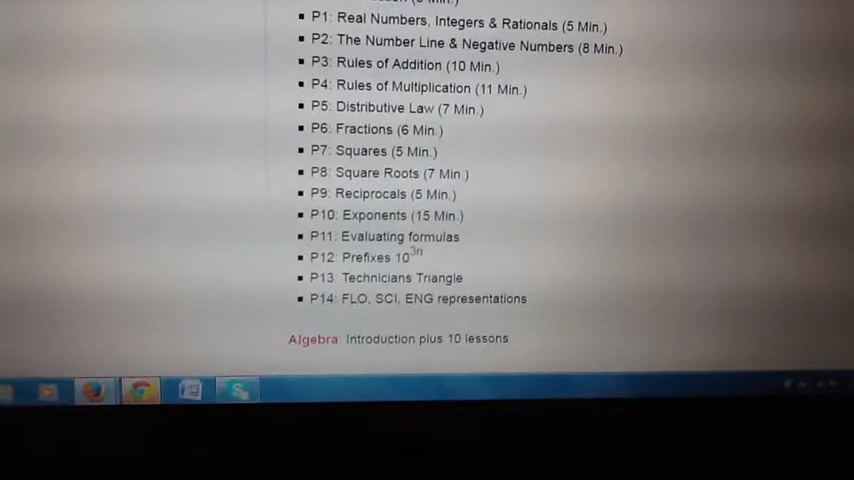 P1: Real Numbers, Integers & Rationals (5 Min.)
P2: The Number Line & Negative Numbers (8 Min.)
P3: Rules of Addition (10 Min.)
P4: Rules of Multiplication (11 Min.)
P5: Distributive Law (7 Min.)
P6: Fractions (6 Min.)
P7: Squares (5 Min.)
P8: Square Roots (7 Min.)
P9: Reciprocals (5 Min.)
P10: Exponents (15 Min.)
P11: Evaluating formulas
P12: Prefixes 10^3n
P13: Technicians Triangle
P14: FLO, SCI, ENG representations
Algebra: Introduction plus 10 lessons